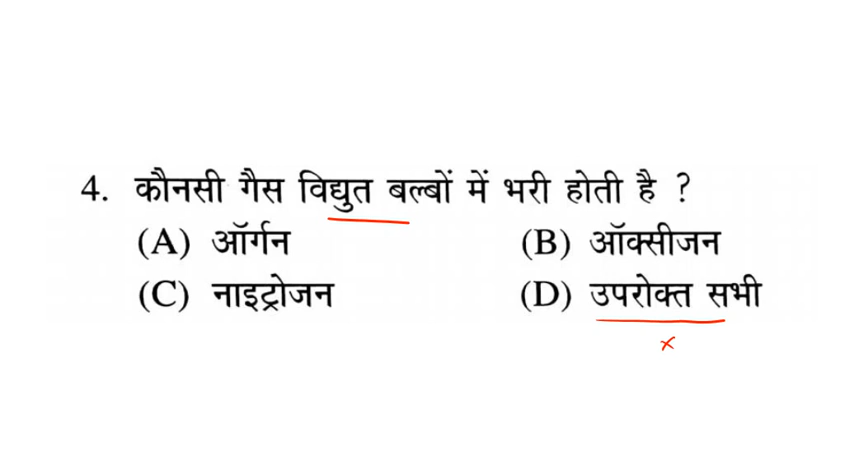 4. कौनसी गैस विद्युत बल्बों में भरी होती है ?
(A) ऑर्गन (B) ऑक्सीजन
(C) नाइट्रोजन (D) उपरोक्त सभी
×